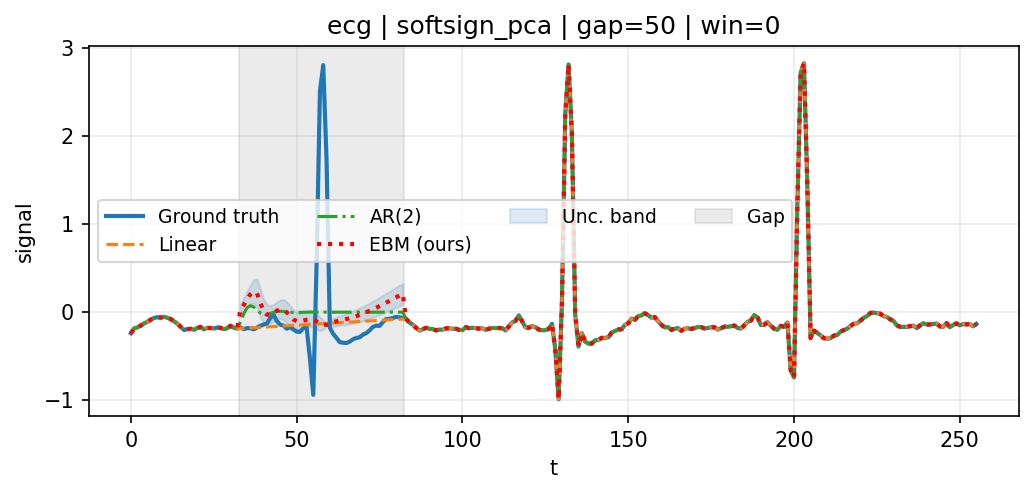 ecg | softsign_pca | gap=50 | win=0
3
2
1
0
−1
signal
Ground truth
Linear
AR(2)
EBM (ours)
Unc. band
Gap
0 50 100 150 200 250
t